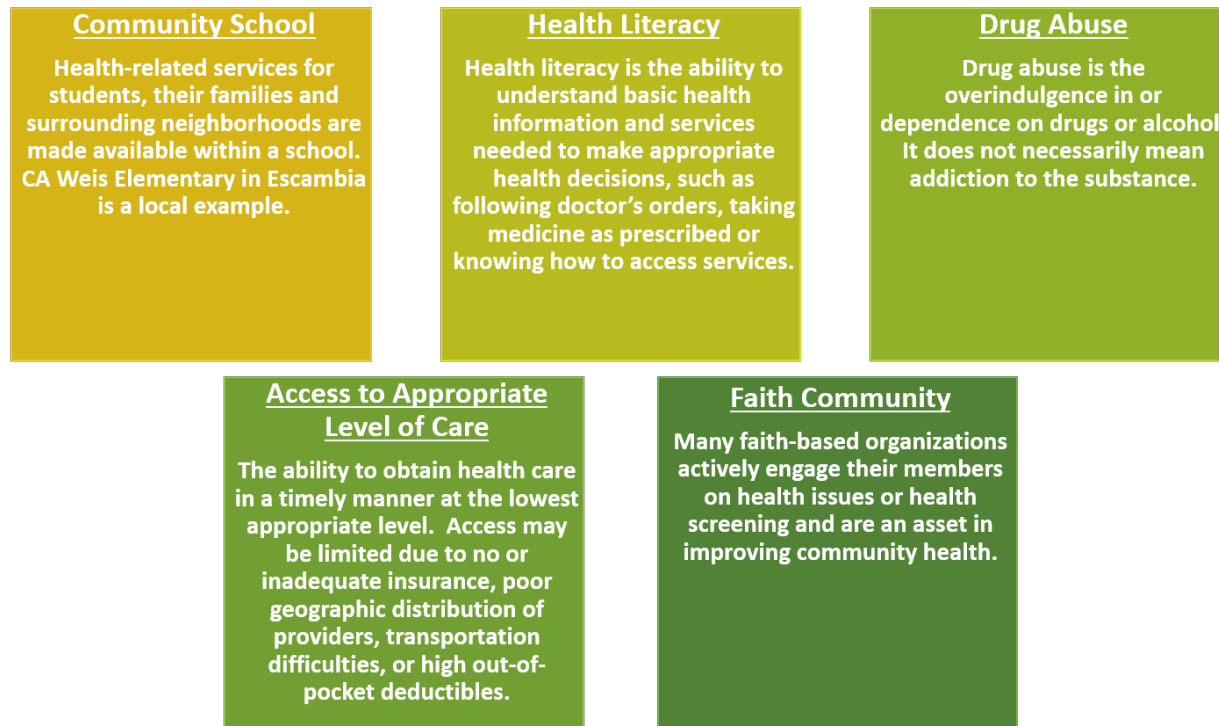 Community School
Health-related services for
students, their families and
surrounding neighborhoods are
made available within a school.
CA Weis Elementary in Escambia
is a local example.
Health Literacy
Health literacy is the ability to
understand basic health
information and services
needed to make appropriate
health decisions, such as
following doctor’s orders, taking
medicine as prescribed or
knowing how to access services.
Drug Abuse
Drug abuse is the
overindulgence in or
dependence on drugs or alcohol
It does not necessarily mean
addiction to the substance.
Access to Appropriate
Level of Care
The ability to obtain health care
in a timely manner at the lowest
appropriate level.  Access may
be limited due to no or
inadequate insurance, poor
geographic distribution of
providers, transportation
difficulties, or high out-of-
pocket deductibles.
Faith Community
Many faith-based organizations
actively engage their members
on health issues or health
screening and are an asset in
improving community health.